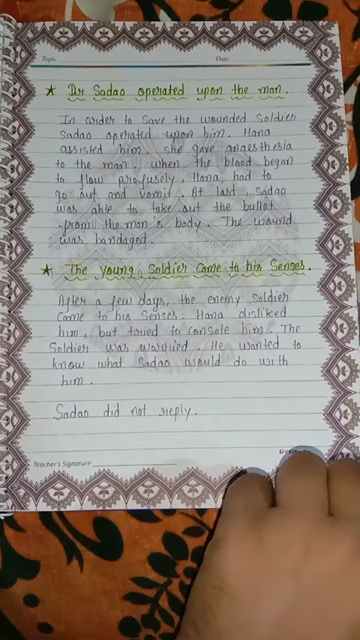 Topic Date
★ Dr Sadao operated upon the man.
In order to save the wounded soldier
Sadao operated upon him. Hana
assisted him. She gave anaesthesia
to the man. When the blood began
to flow profusely, Hana had to
go out and vomit. At last, Sadao
was able to take out the bullet
from the man's body. The wound
was bandaged.
★ The young Soldier Come to his Senses.
After a few days, the enemy soldier
Come to his senses. Hana disliked
him, but tried to console him. The
Soldier was worried. He wanted to
know what Sadao would do with
him.
Sadao did not reply.
Teacher's Signature